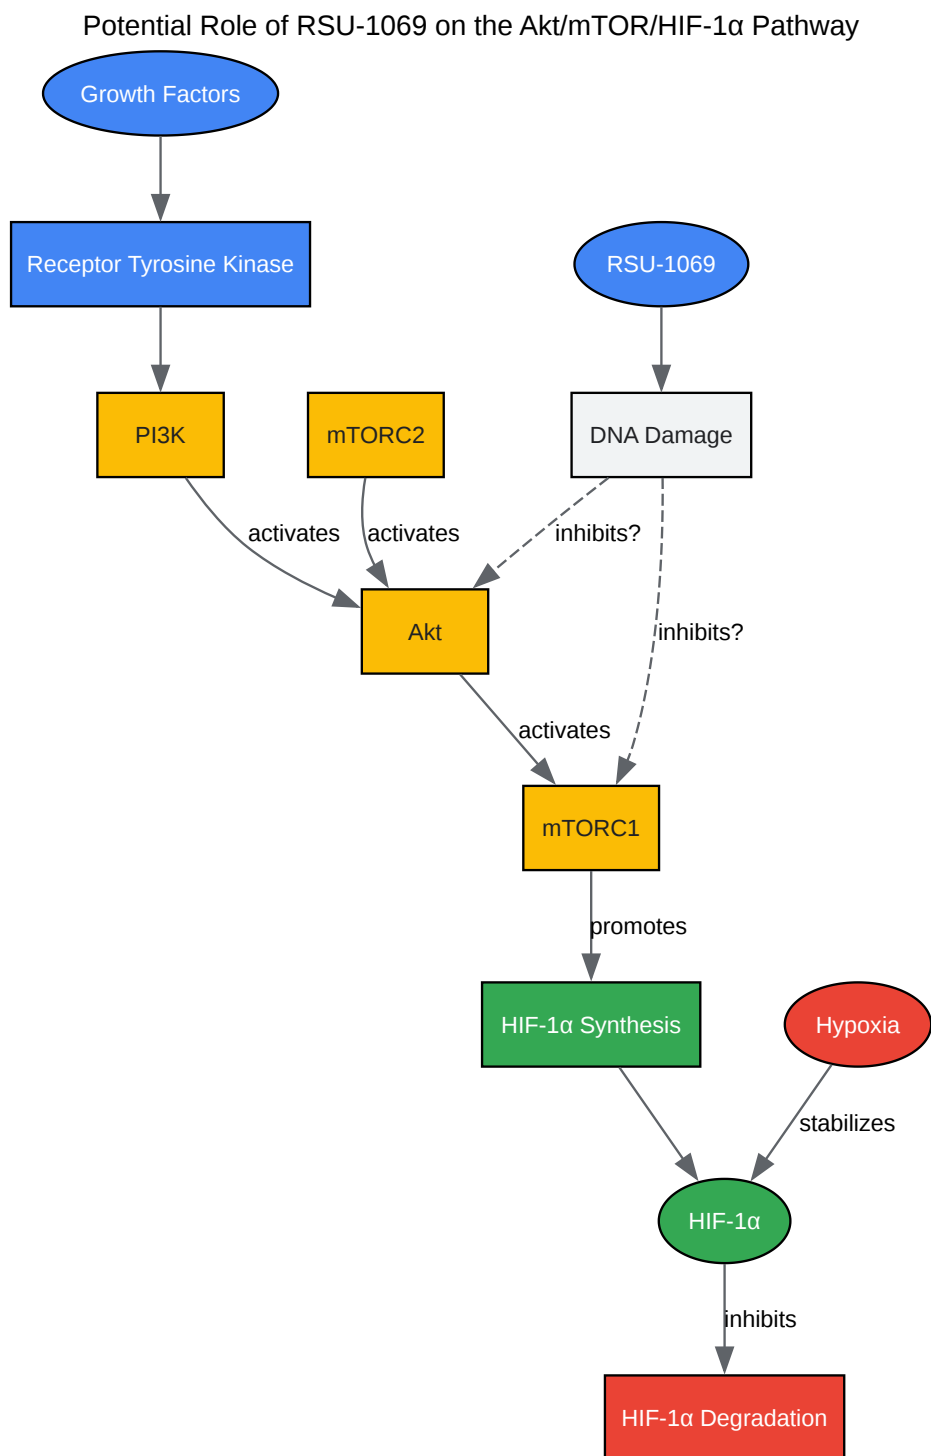 Potential Role of RSU-1069 on the Akt/mTOR/HIF-1α Pathway
Growth Factors
Receptor Tyrosine Kinase
RSU-1069
PI3K
mTORC2
DNA Damage
activates
activates
inhibits?
Akt
inhibits?
activates
mTORC1
promotes
HIF-1α Synthesis
Hypoxia
stabilizes
HIF-1α
inhibits
HIF-1α Degradation